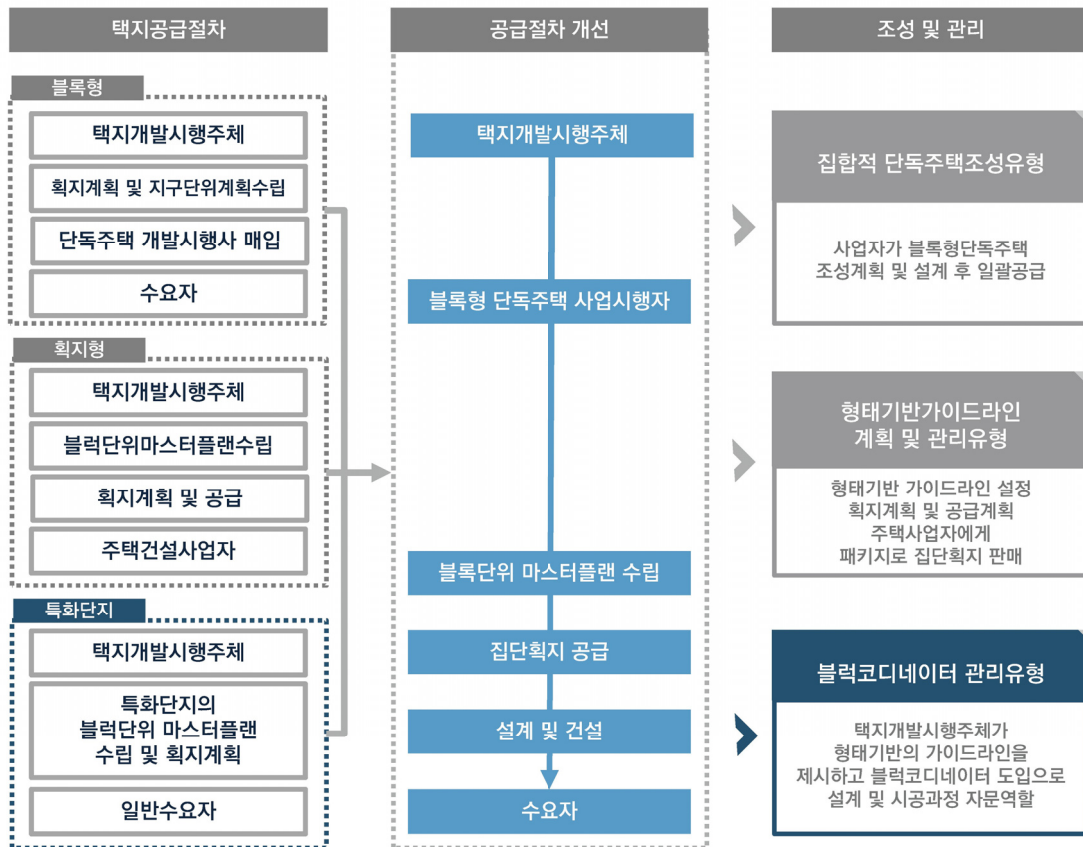 택지공급절차
블록형
택지개발시행주체
획지계획 및 지구단위계획수립
단독주택 개발시행사 매입
수요자
획지형
택지개발시행주체
블럭단위마스터플랜수립
획지계획 및 공급
주택건설사업자
특화단지
택지개발시행주체
특화단지의
블럭단위 마스터플랜
수립 및 획지계획
일반수요자
공급절차 개선
택지개발시행주체
블록형 단독주택 사업시행자
블록단위 마스터플랜 수립
집단획지 공급
설계 및 건설
수요자
조성 및 관리
집합적 단독주택조성유형
사업자가 블록형단독주택
조성계획 및 설계 후 일괄공급
형태기반가이드라인
계획 및 관리유형
형태기반 가이드라인 설정
획지계획 및 공급계획
주택사업자에게
패키지로 집단획지 판매
블럭코디네이터 관리유형
택지개발시행주체가
형태기반의 가이드라인을
제시하고 블럭코디네이터 도입으로
설계 및 시공과정 자문역할